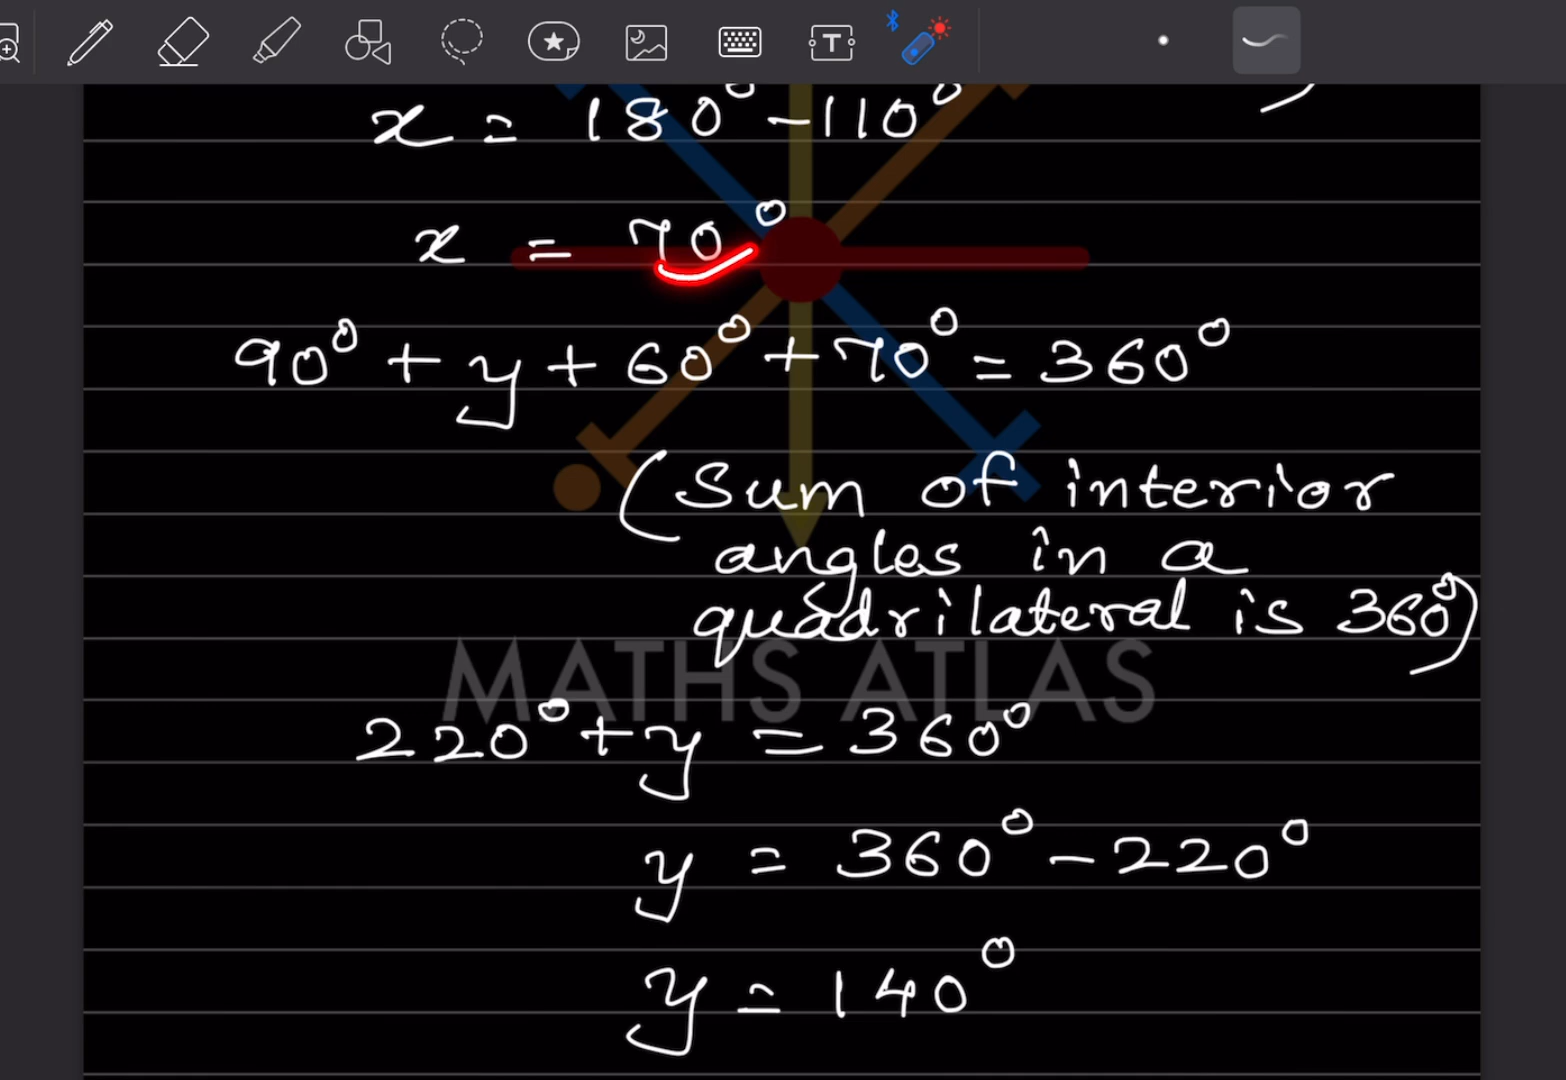 x = 180° - 110°
x = 70°
90° + y + 60° + 70° = 360°
(Sum of interior
angles in a
quadrilateral is 360°)
MATHS ATLAS
220° + y = 360°
y = 360° - 220°
y = 140°